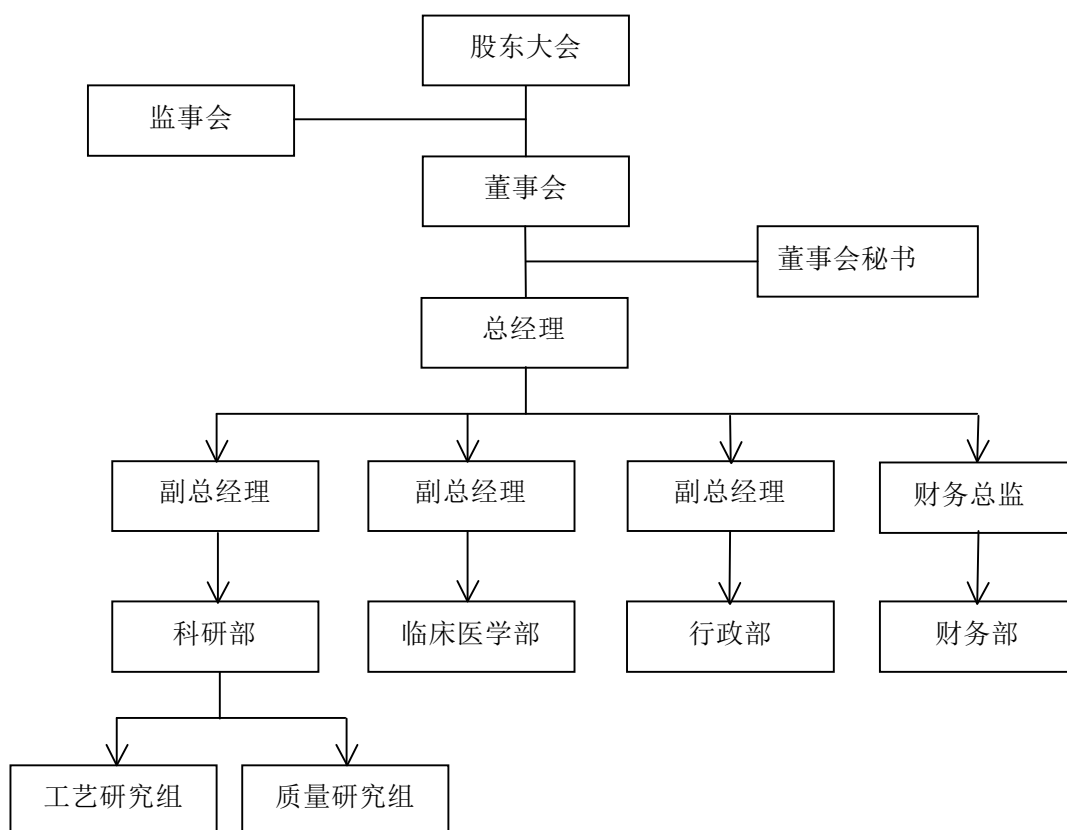 股东大会
监事会
董事会
董事会秘书
总经理
副总经理
副总经理
副总经理
财务总监
科研部
临床医学部
行政部
财务部
工艺研究组
质量研究组